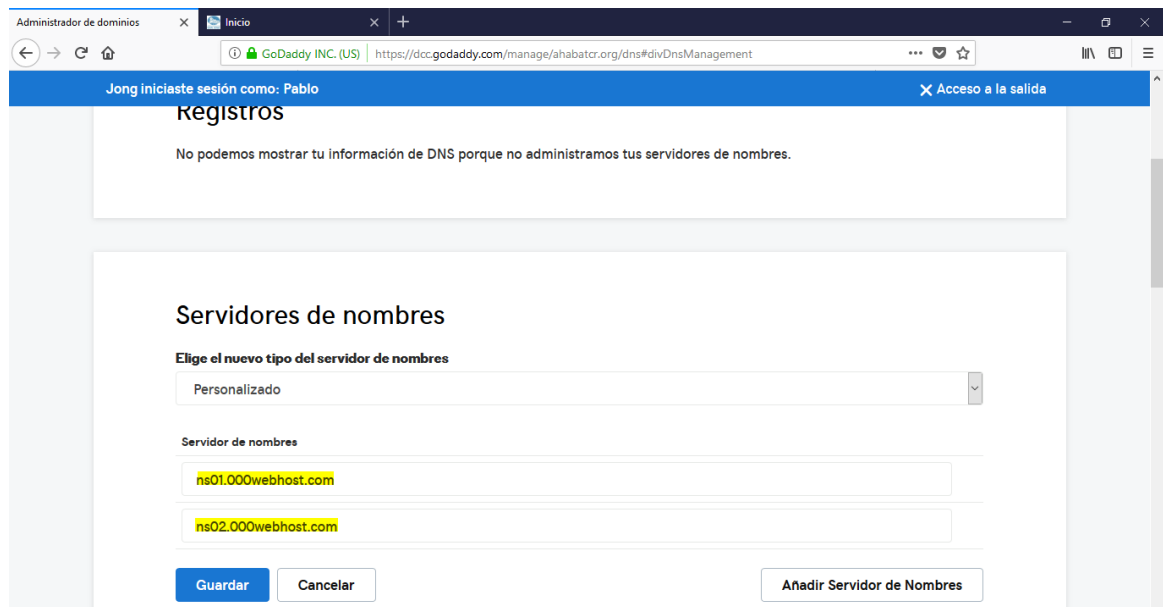 Administrador de dominios
Inicio
GoDaddy INC. (US) https://dcc.godaddy.com/manage/ahabatcr.org/dns#divDnsManagement
Jong iniciaste sesión como: Pablo
Acceso a la salida
Registros
No podemos mostrar tu información de DNS porque no administramos tus servidores de nombres.
Servidores de nombres
Elige el nuevo tipo del servidor de nombres
Personalizado
Servidor de nombres
ns01.000webhost.com
ns02.000webhost.com
Guardar
Cancelar
Añadir Servidor de Nombres